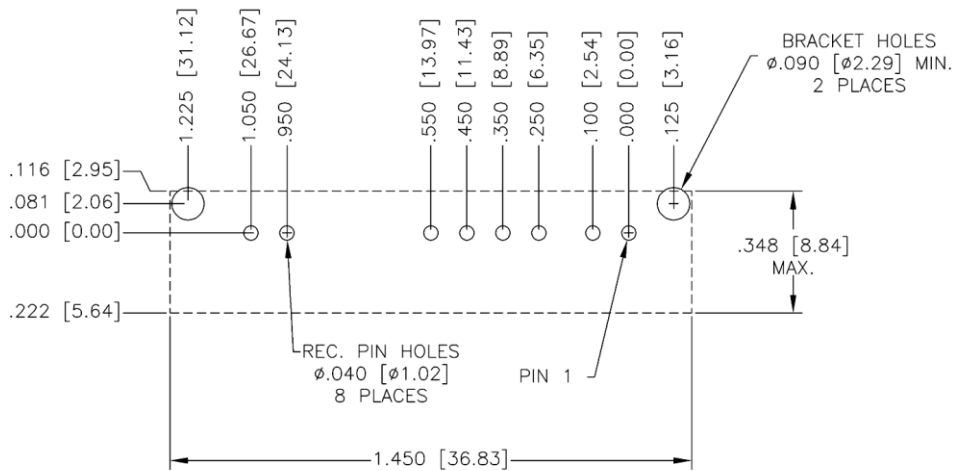 1.225 [31.12]
1.050 [26.67]
.950 [24.13]
.550 [13.97]
.450 [11.43]
.350 [8.89]
.250 [6.35]
.100 [2.54]
.000 [0.00]
.125 [3.16]
BRACKET HOLES
ø.090 [ø2.29] MIN.
2 PLACES
.116 [2.95]
.081 [2.06]
.000 [0.00]
.222 [5.64]
.348 [8.84]
MAX.
REC. PIN HOLES
ø.040 [ø1.02]
8 PLACES
PIN 1
1.450 [36.83]